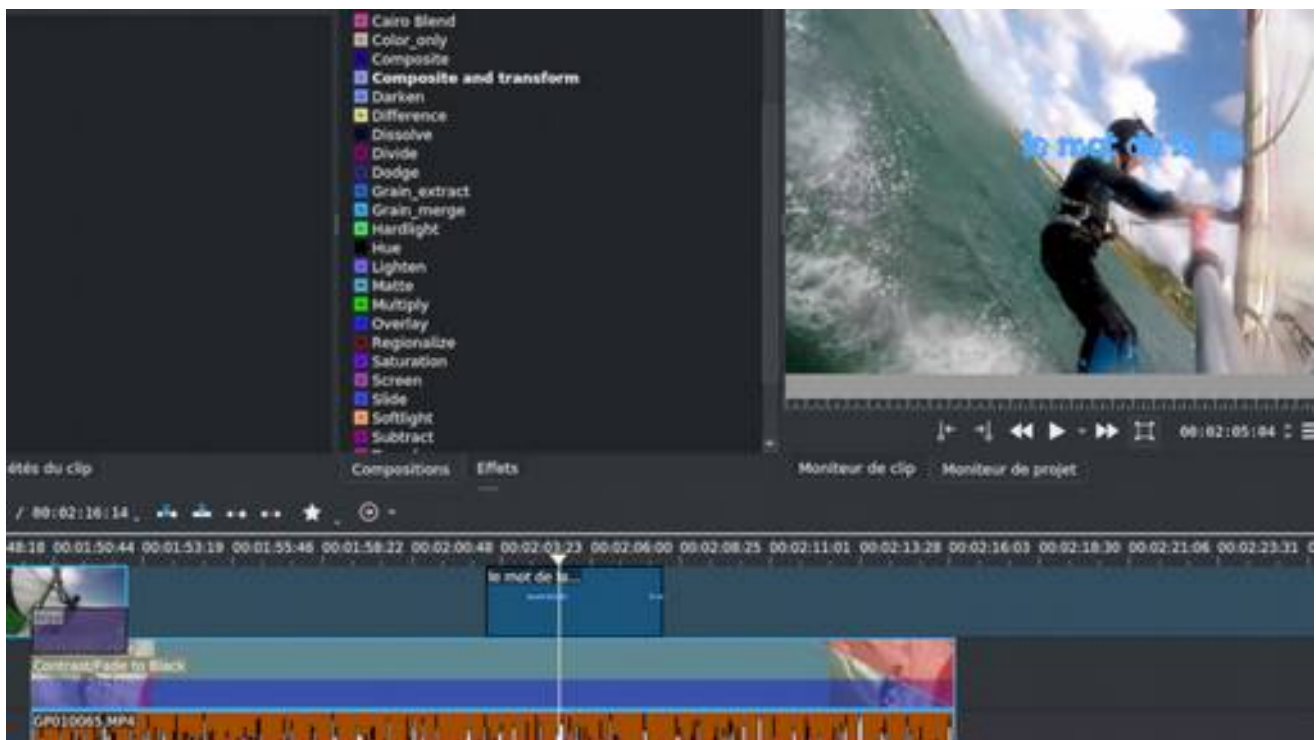 Cairo Blend
Color_only
Composite
Composite and transform
Darken
Difference
Dissolve
Divide
Dodge
Grain_extract
Grain_merge
Hardlight
Hue
Lighten
Matte
Multiply
Overlay
Regionalize
Saturation
Screen
Slide
Softlight
Subtract
le mot de la
00:02:05:04
étés du clip
Compositions
Effets
Moniteur de clip
Moniteur de projet
/ 00:02:16:14
48:18 00:01:50:44 00:01:53:19 00:01:55:46 00:01:58:22 00:02:00:48 00:02:03:23 00:02:06:00 00:02:08:25 00:02:11:01 00:02:13:28 00:02:16:03 00:02:18:30 00:02:21:06 00:02:23:31
le mot de la...
Wipe
Contrast/Fade to Black
GP010065.MP4